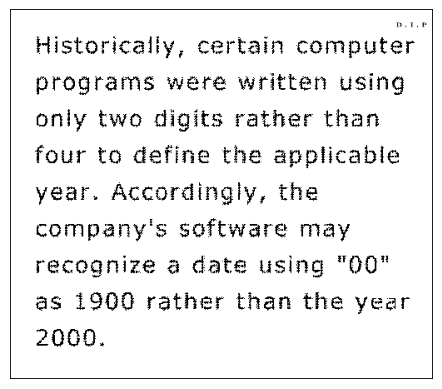 D.I.P
Historically, certain computer
programs were written using
only two digits rather than
four to define the applicable
year. Accordingly, the
company's software may
recognize a date using "00"
as 1900 rather than the year
2000.